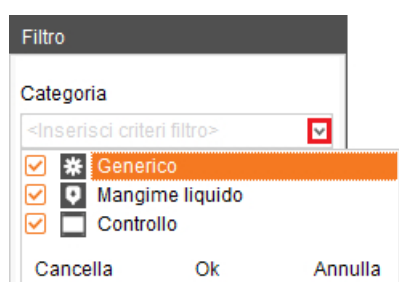 Filtro
Categoria
<Inserisci criteri filtro>
Generico
Mangime liquido
Controllo
Cancella Ok Annulla